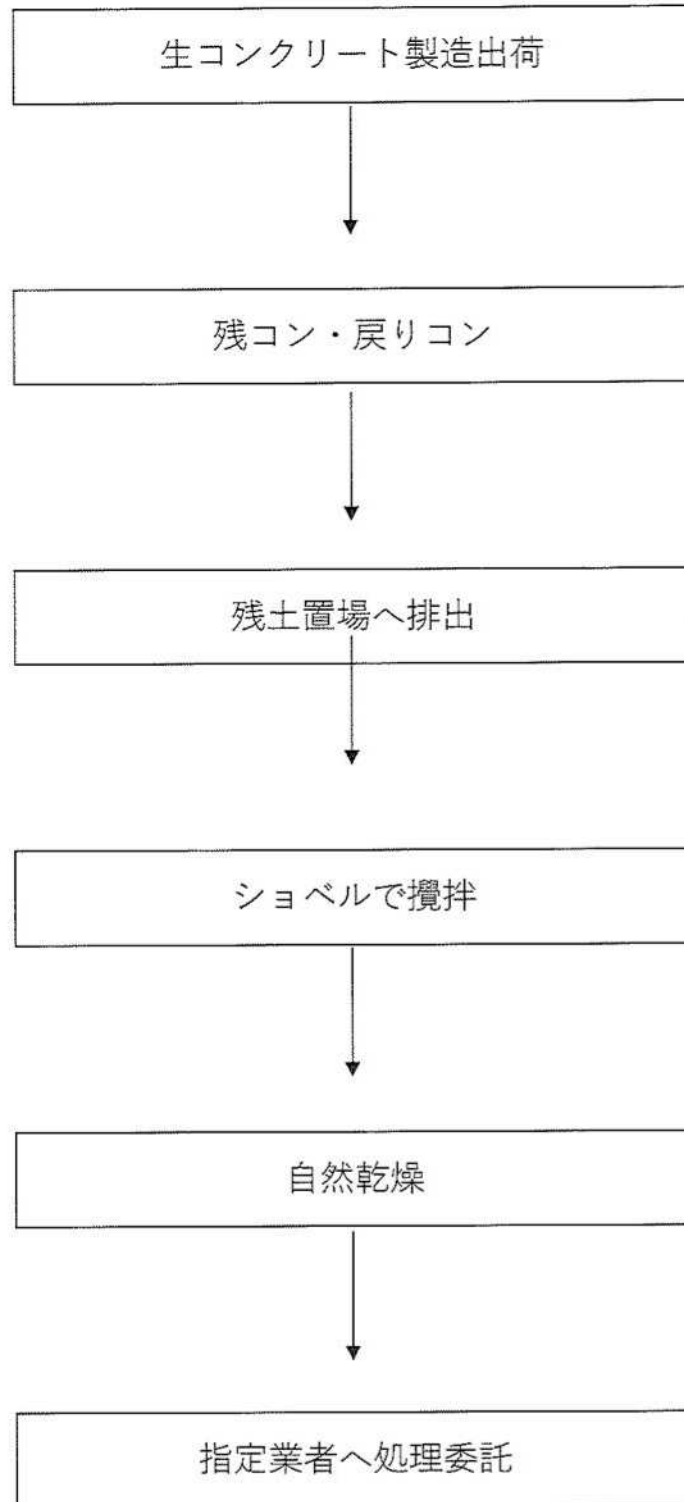 生コンクリート製造出荷
残コン・戻りコン
残土置場へ排出
ショベルで攪拌
自然乾燥
指定業者へ処理委託